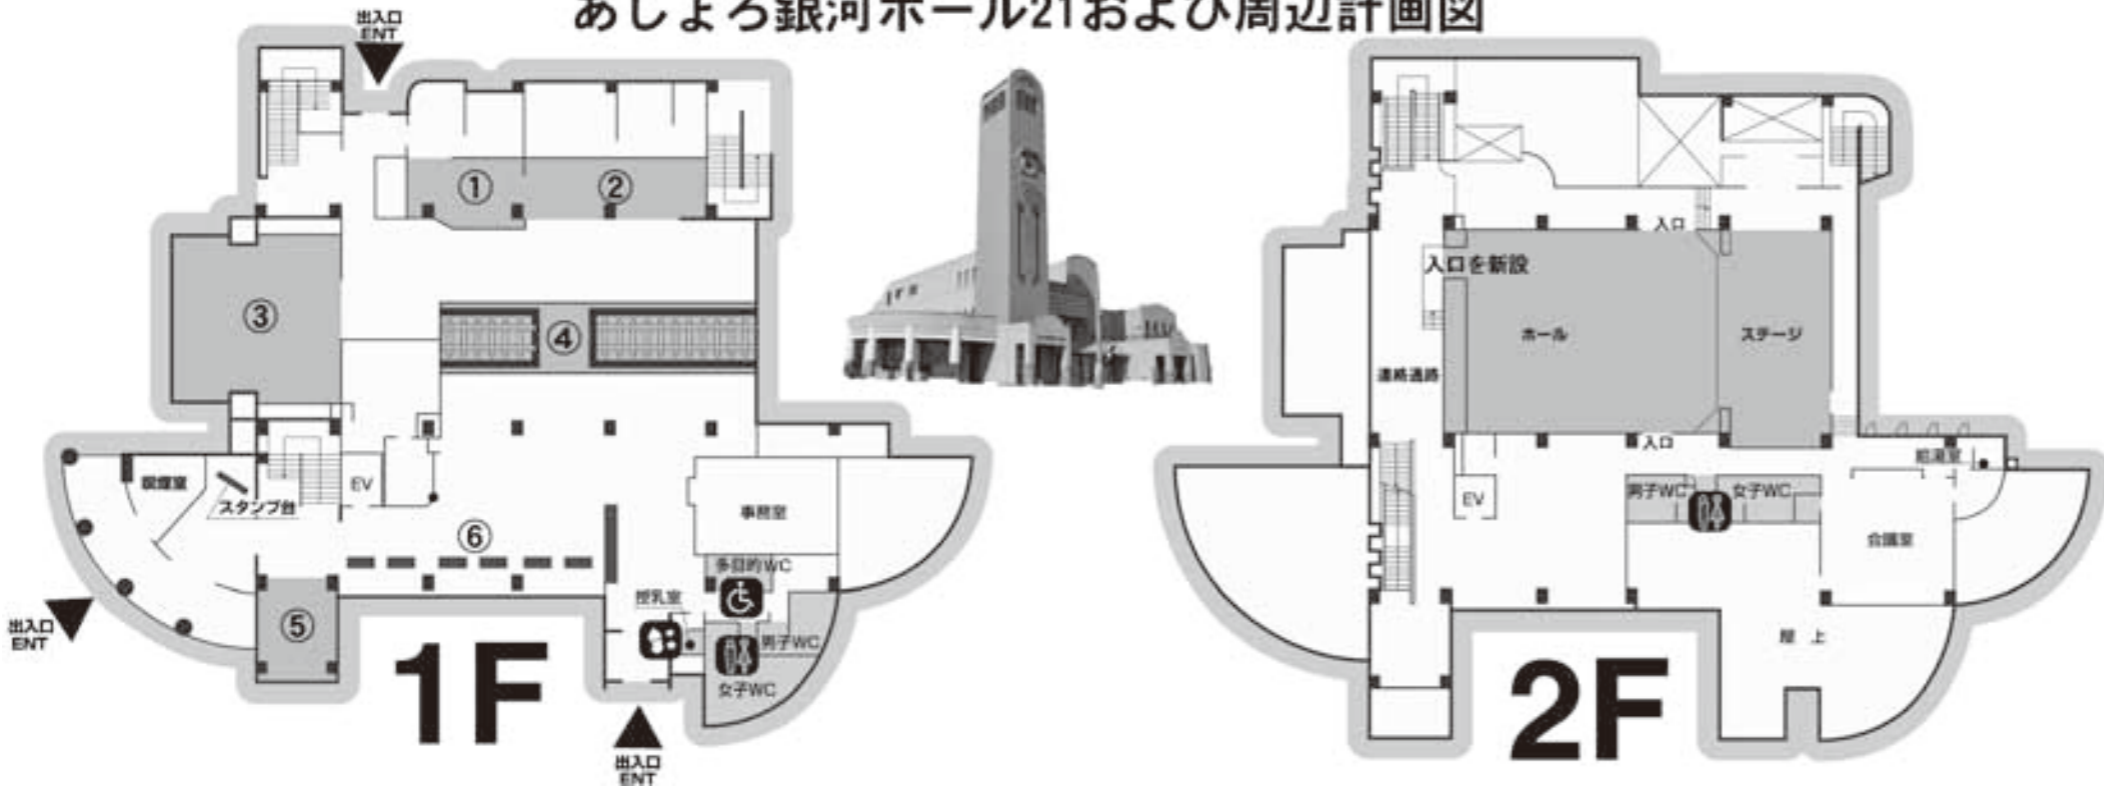 あしょろ銀河ホール21および周辺計画図
出入口
ENT
①
②
③
④
喫煙室
スタンプ台
EV
⑥
事務室
多目的WC
授乳室
男子WC
女子WC
⑤
出入口
ENT
出入口
ENT
1F
入口
入口を新設
ホール
ステージ
連絡通路
入口
給湯室
EV
男子WC
女子WC
会議室
屋上
2F